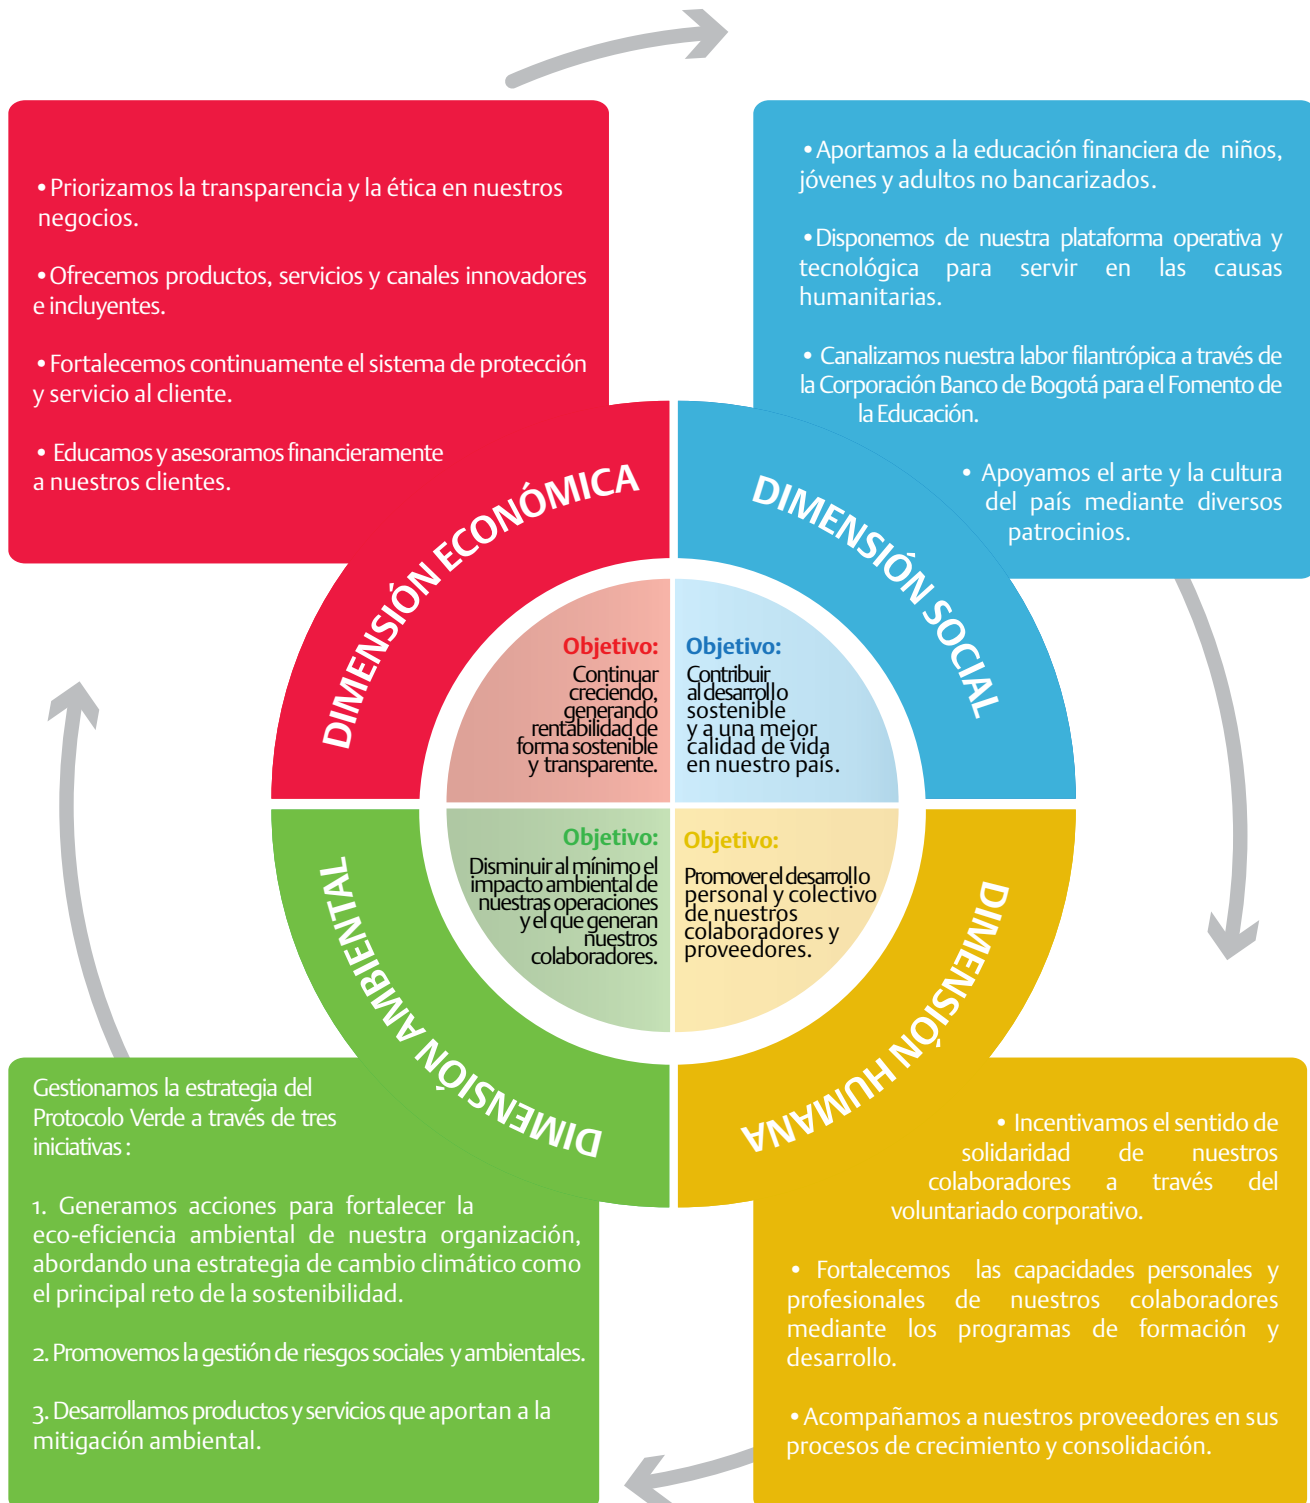 • Priorizamos la transparencia y la ética en nuestros
negocios.
• Ofrecemos productos, servicios y canales innovadores
e incluyentes.
• Fortalecemos continuamente el sistema de protección
y servicio al cliente.
• Educamos y asesoramos financieramente
a nuestros clientes.
DIMENSIÓN ECONÓMICA
• Aportamos a la educación financiera de niños,
jóvenes y adultos no bancarizados.
• Disponemos de nuestra plataforma operativa y
tecnológica para servir en las causas
humanitarias.
• Canalizamos nuestra labor filantrópica a través de
la Corporación Banco de Bogotá para el Fomento de
la Educación.
• Apoyamos el arte y la cultura
del país mediante diversos
patrocinios.
DIMENSIÓN SOCIAL
Objetivo:
Continuar
creciendo,
generando
rentabilidad de
forma sostenible
y transparente.
Objetivo:
Contribuir
al desarrollo
sostenible
y a una mejor
calidad de vida
en nuestro país.
Objetivo:
Disminuir al mínimo el
impacto ambiental de
nuestras operaciones
y el que generan
nuestros
colaboradores.
Objetivo:
Promover el desarrollo
personal y colectivo
de nuestros
colaboradores y
proveedores.
DIMENSIÓN AMBIENTAL
Gestionamos la estrategia del
Protocolo Verde a través de tres
iniciativas :
1. Generamos acciones para fortalecer la
eco-eficiencia ambiental de nuestra organización,
abordando una estrategia de cambio climático como
el principal reto de la sostenibilidad.
2. Promovemos la gestión de riesgos sociales y ambientales.
3. Desarrollamos productos y servicios que aportan a la
mitigación ambiental.
DIMENSIÓN HUMANA
• Incentivamos el sentido de
solidaridad de nuestros
colaboradores a través del
voluntariado corporativo.
• Fortalecemos las capacidades personales y
profesionales de nuestros colaboradores
mediante los programas de formación y
desarrollo.
• Acompañamos a nuestros proveedores en sus
procesos de crecimiento y consolidación.